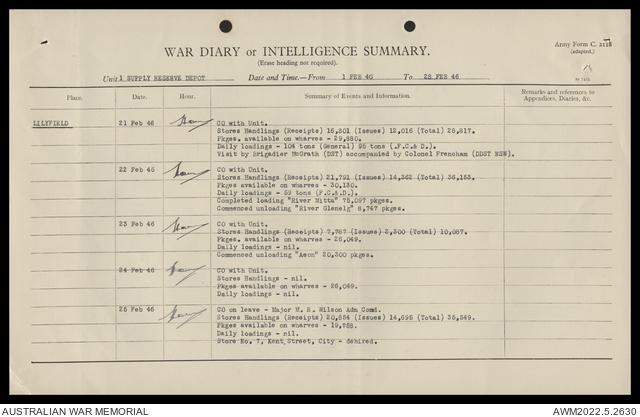 WAR DIARY or INTELLIGENCE SUMMARY.
(Erase heading not required).
Army Form C. 2118
(adapted.)
Unit 1 SUPPLY RESERVE DEPOT Date and Time.—From 1 FEB 46 To 28 FEB 46
Place. Date. Hour. Summary of Events and Information. Remarks and references to
Appendices, Diaries, &c.
LILYFIELD 21 Feb 46 CO with Unit.
Stores Handlings (Receipts) 16,801 (Issues) 12,016 (Total) 28,817.
Pkgs. available on wharves - 29,880.
Daily loadings - 104 tons (General) 95 tons (.F.C.& D.).
Visit by Brigadier McGrath (DST) accompanied by Colonel Frencham (DDST NSW).
22 Feb 46 CO with Unit.
Stores Handlings (Receipts) 21,791 (Issues) 14,362 (Total) 36,153.
Pkges available on wharves - 30,130.
Daily loadings - 59 tons (F.C.& D.).
Completed loading "River Mitta" 75,097 pkges.
Commenced unloading "River Glenelg" 8,747 pkges.
23 Feb 46 CO with Unit.
Stores Handlings (Receipts) 7,787 (Issues) 2,300 (Total) 10,087.
Pkges. available on wharves - 26,049.
Daily loadings - nil.
Commenced unloading "Aeon" 20,300 pkges.
24 Feb 46 CO with Unit.
Stores Handlings - nil.
Pkges available on wharves - 26,049.
Daily loadings - nil.
25 Feb 46 CO on leave - Major M. R. Wilson Adm Comd.
Stores Handlings (Receipts) 20,854 (Issues) 14,695 (Total) 35,549.
Pkges available on wharves - 19,758.
Daily loadings - nil.
Store No. 7, Kent Street, City - dehired.
AUSTRALIAN WAR MEMORIAL AWM2022.5.2630